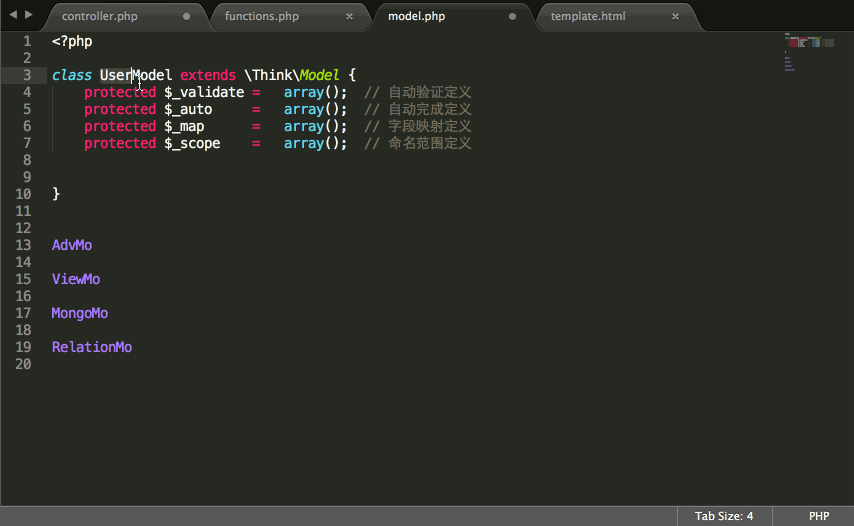 controller.php
functions.php
model.php
template.html
1 <?php
2
3 class UserModel extends \Think\Model {
4 protected $_validate = array(); // 自动验证定义
5 protected $_auto = array(); // 自动完成定义
6 protected $_map = array(); // 字段映射定义
7 protected $_scope = array(); // 命名范围定义
8
9
10 }
11
12
13 AdvMo
14
15 ViewMo
16
17 MongoMo
18
19 RelationMo
20
Tab Size: 4 PHP